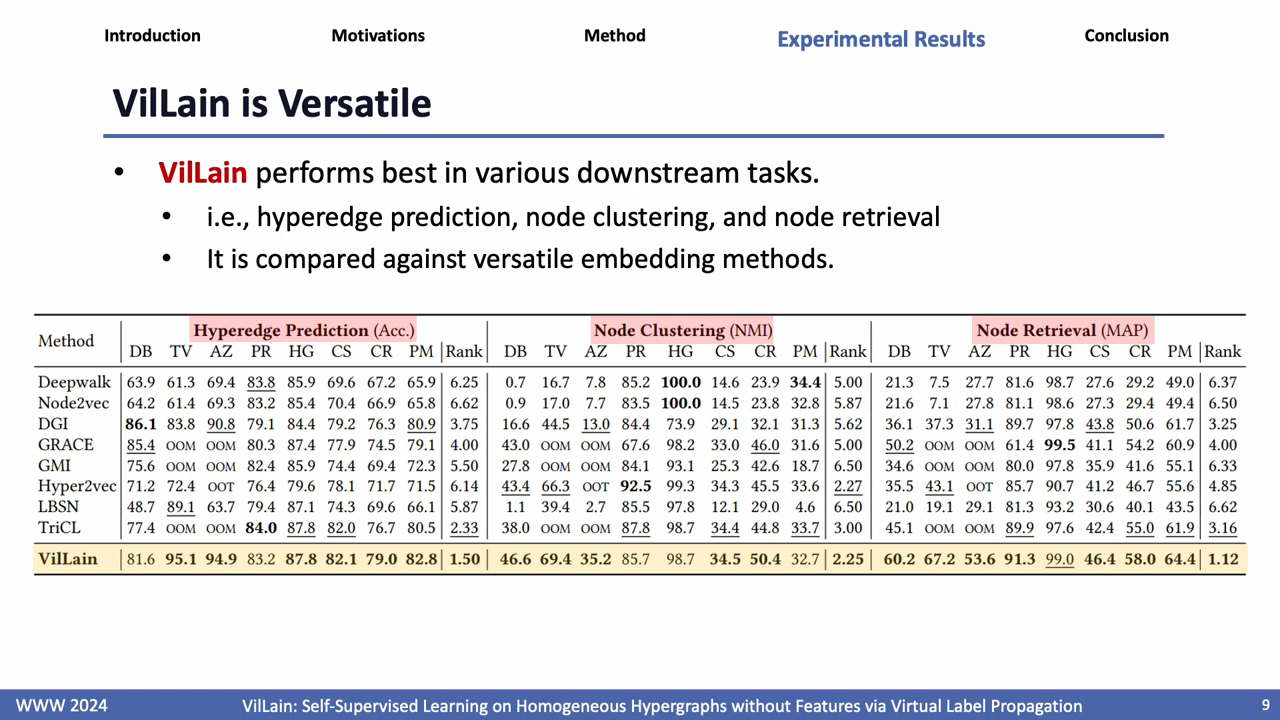 Introduction Motivations Method Experimental Results Conclusion
VilLain is Versatile
• VilLain performs best in various downstream tasks.
• i.e., hyperedge prediction, node clustering, and node retrieval
• It is compared against versatile embedding methods.
Method Hyperedge Prediction (Acc.) Node Clustering (NMI) Node Retrieval (MAP)
DB TV AZ PR HG CS CR PM Rank DB TV AZ PR HG CS CR PM Rank DB TV AZ PR HG CS CR PM Rank
Deepwalk 63.9 61.3 69.4 83.8 85.9 69.6 67.2 65.9 6.25 0.7 16.7 7.8 85.2 100.0 14.6 23.9 34.4 5.00 21.3 7.5 27.7 81.6 98.7 27.6 29.2 49.0 6.37
Node2vec 64.2 61.4 69.3 83.2 85.4 70.4 66.9 65.8 6.62 0.9 17.0 7.7 83.5 100.0 14.5 23.8 32.8 5.87 21.6 7.1 27.8 81.1 98.6 27.3 29.4 49.4 6.50
DGI 86.1 83.8 90.8 79.1 84.4 79.2 76.3 80.9 3.75 16.6 44.5 13.0 84.4 73.9 29.1 32.1 31.3 5.62 36.1 37.3 31.1 89.7 97.8 43.8 50.6 61.7 3.25
GRACE 85.4 OOM OOM 80.3 87.4 77.9 74.5 79.1 4.00 43.0 OOM OOM 67.6 98.2 33.0 46.0 31.6 5.00 50.2 OOM OOM 61.4 99.5 41.1 54.2 60.9 4.00
GMI 75.6 OOM OOM 82.4 85.9 74.4 69.4 72.3 5.50 27.8 OOM OOM 84.1 93.1 25.3 42.6 18.7 6.50 34.6 OOM OOM 80.0 97.8 35.9 41.6 55.1 6.33
Hyper2vec 71.2 72.4 OOT 76.4 79.6 78.1 71.7 71.5 6.14 43.4 66.3 OOT 92.5 99.3 34.3 45.5 33.6 2.27 35.5 43.1 OOT 85.7 90.7 41.2 46.7 55.6 4.85
LBSN 48.7 89.1 63.7 79.4 87.1 74.3 69.6 66.1 5.87 1.1 39.4 2.7 85.5 97.8 12.1 29.0 4.6 6.50 21.0 19.1 29.1 81.3 93.2 30.6 40.1 43.5 6.62
TriCL 77.4 OOM OOM 84.0 87.8 82.0 76.7 80.5 2.33 38.0 OOM OOM 87.8 98.7 34.4 44.8 33.7 3.00 45.1 OOM OOM 89.9 97.6 42.4 55.0 61.9 3.16
VilLain 81.6 95.1 94.9 83.2 87.8 82.1 79.0 82.8 1.50 46.6 69.4 35.2 85.7 98.7 34.5 50.4 32.7 2.25 60.2 67.2 53.6 91.3 99.0 46.4 58.0 64.4 1.12
WWW 2024 VilLain: Self-Supervised Learning on Homogeneous Hypergraphs without Features via Virtual Label Propagation 9